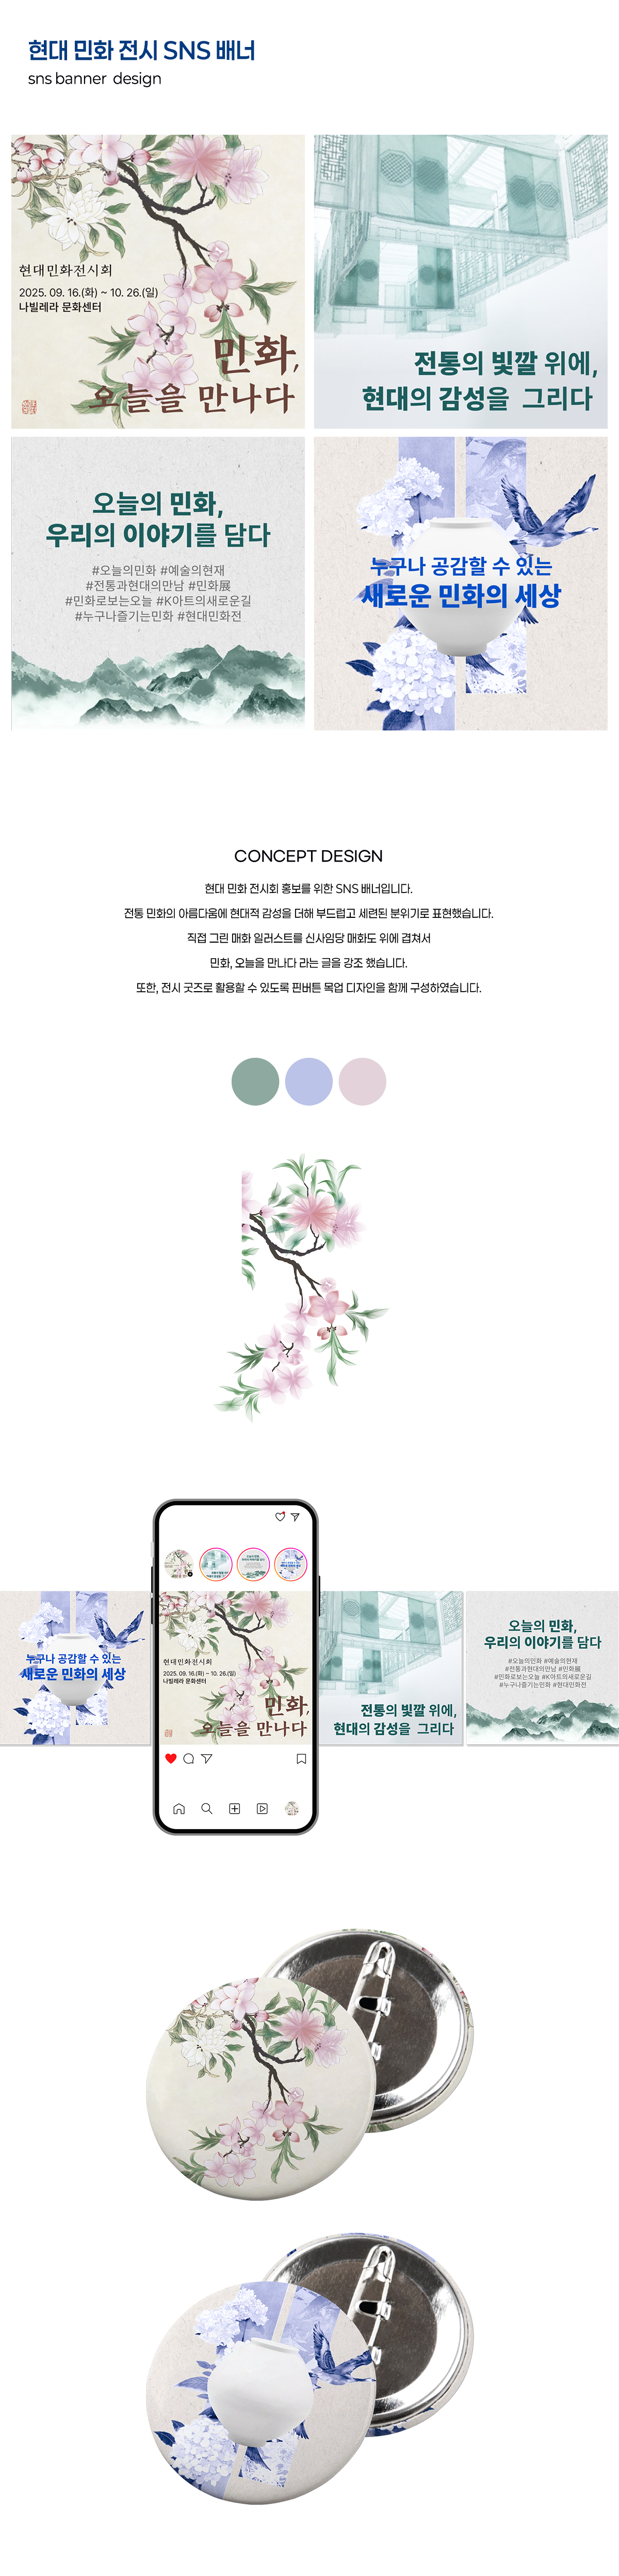 현대 민화 전시 SNS 배너
sns banner design
현대민화전시회
2025. 09. 16.(화) ~ 10. 26.(일)
나빌레라 문화센터
민화,
오늘을 만나다
전통의 빛깔 위에,
현대의 감성을 그리다
오늘의 민화,
우리의 이야기를 담다
#오늘의민화 #예술의현재
#전통과현대의만남 #민화展
#민화로보는오늘 #K아트의새로운길
#누구나즐기는민화 #현대민화전
누구나 공감할 수 있는
새로운 민화의 세상
CONCEPT DESIGN
현대 민화 전시회 홍보를 위한 SNS 배너입니다.
전통 민화의 아름다움에 현대적 감성을 더해 부드럽고 세련된 분위기로 표현했습니다.
직접 그린 매화 일러스트를 신사임당 매화도 위에 겹쳐서
민화, 오늘을 만나다 라는 글을 강조 했습니다.
또한, 전시 굿즈로 활용할 수 있도록 핀버튼 목업 디자인을 함께 구성하였습니다.
누구나 공감할 수 있는
새로운 민화의 세상
현대민화전시회
2025. 09. 16.(화) ~ 10. 26.(일)
나빌레라 문화센터
민화,
오늘을 만나다
전통의 빛깔 위에,
현대의 감성을 그리다
오늘의 민화,
우리의 이야기를 담다
#오늘의민화 #예술의현재
#전통과현대의만남 #민화展
#민화로보는오늘 #K아트의새로운길
#누구나즐기는민화 #현대민화전